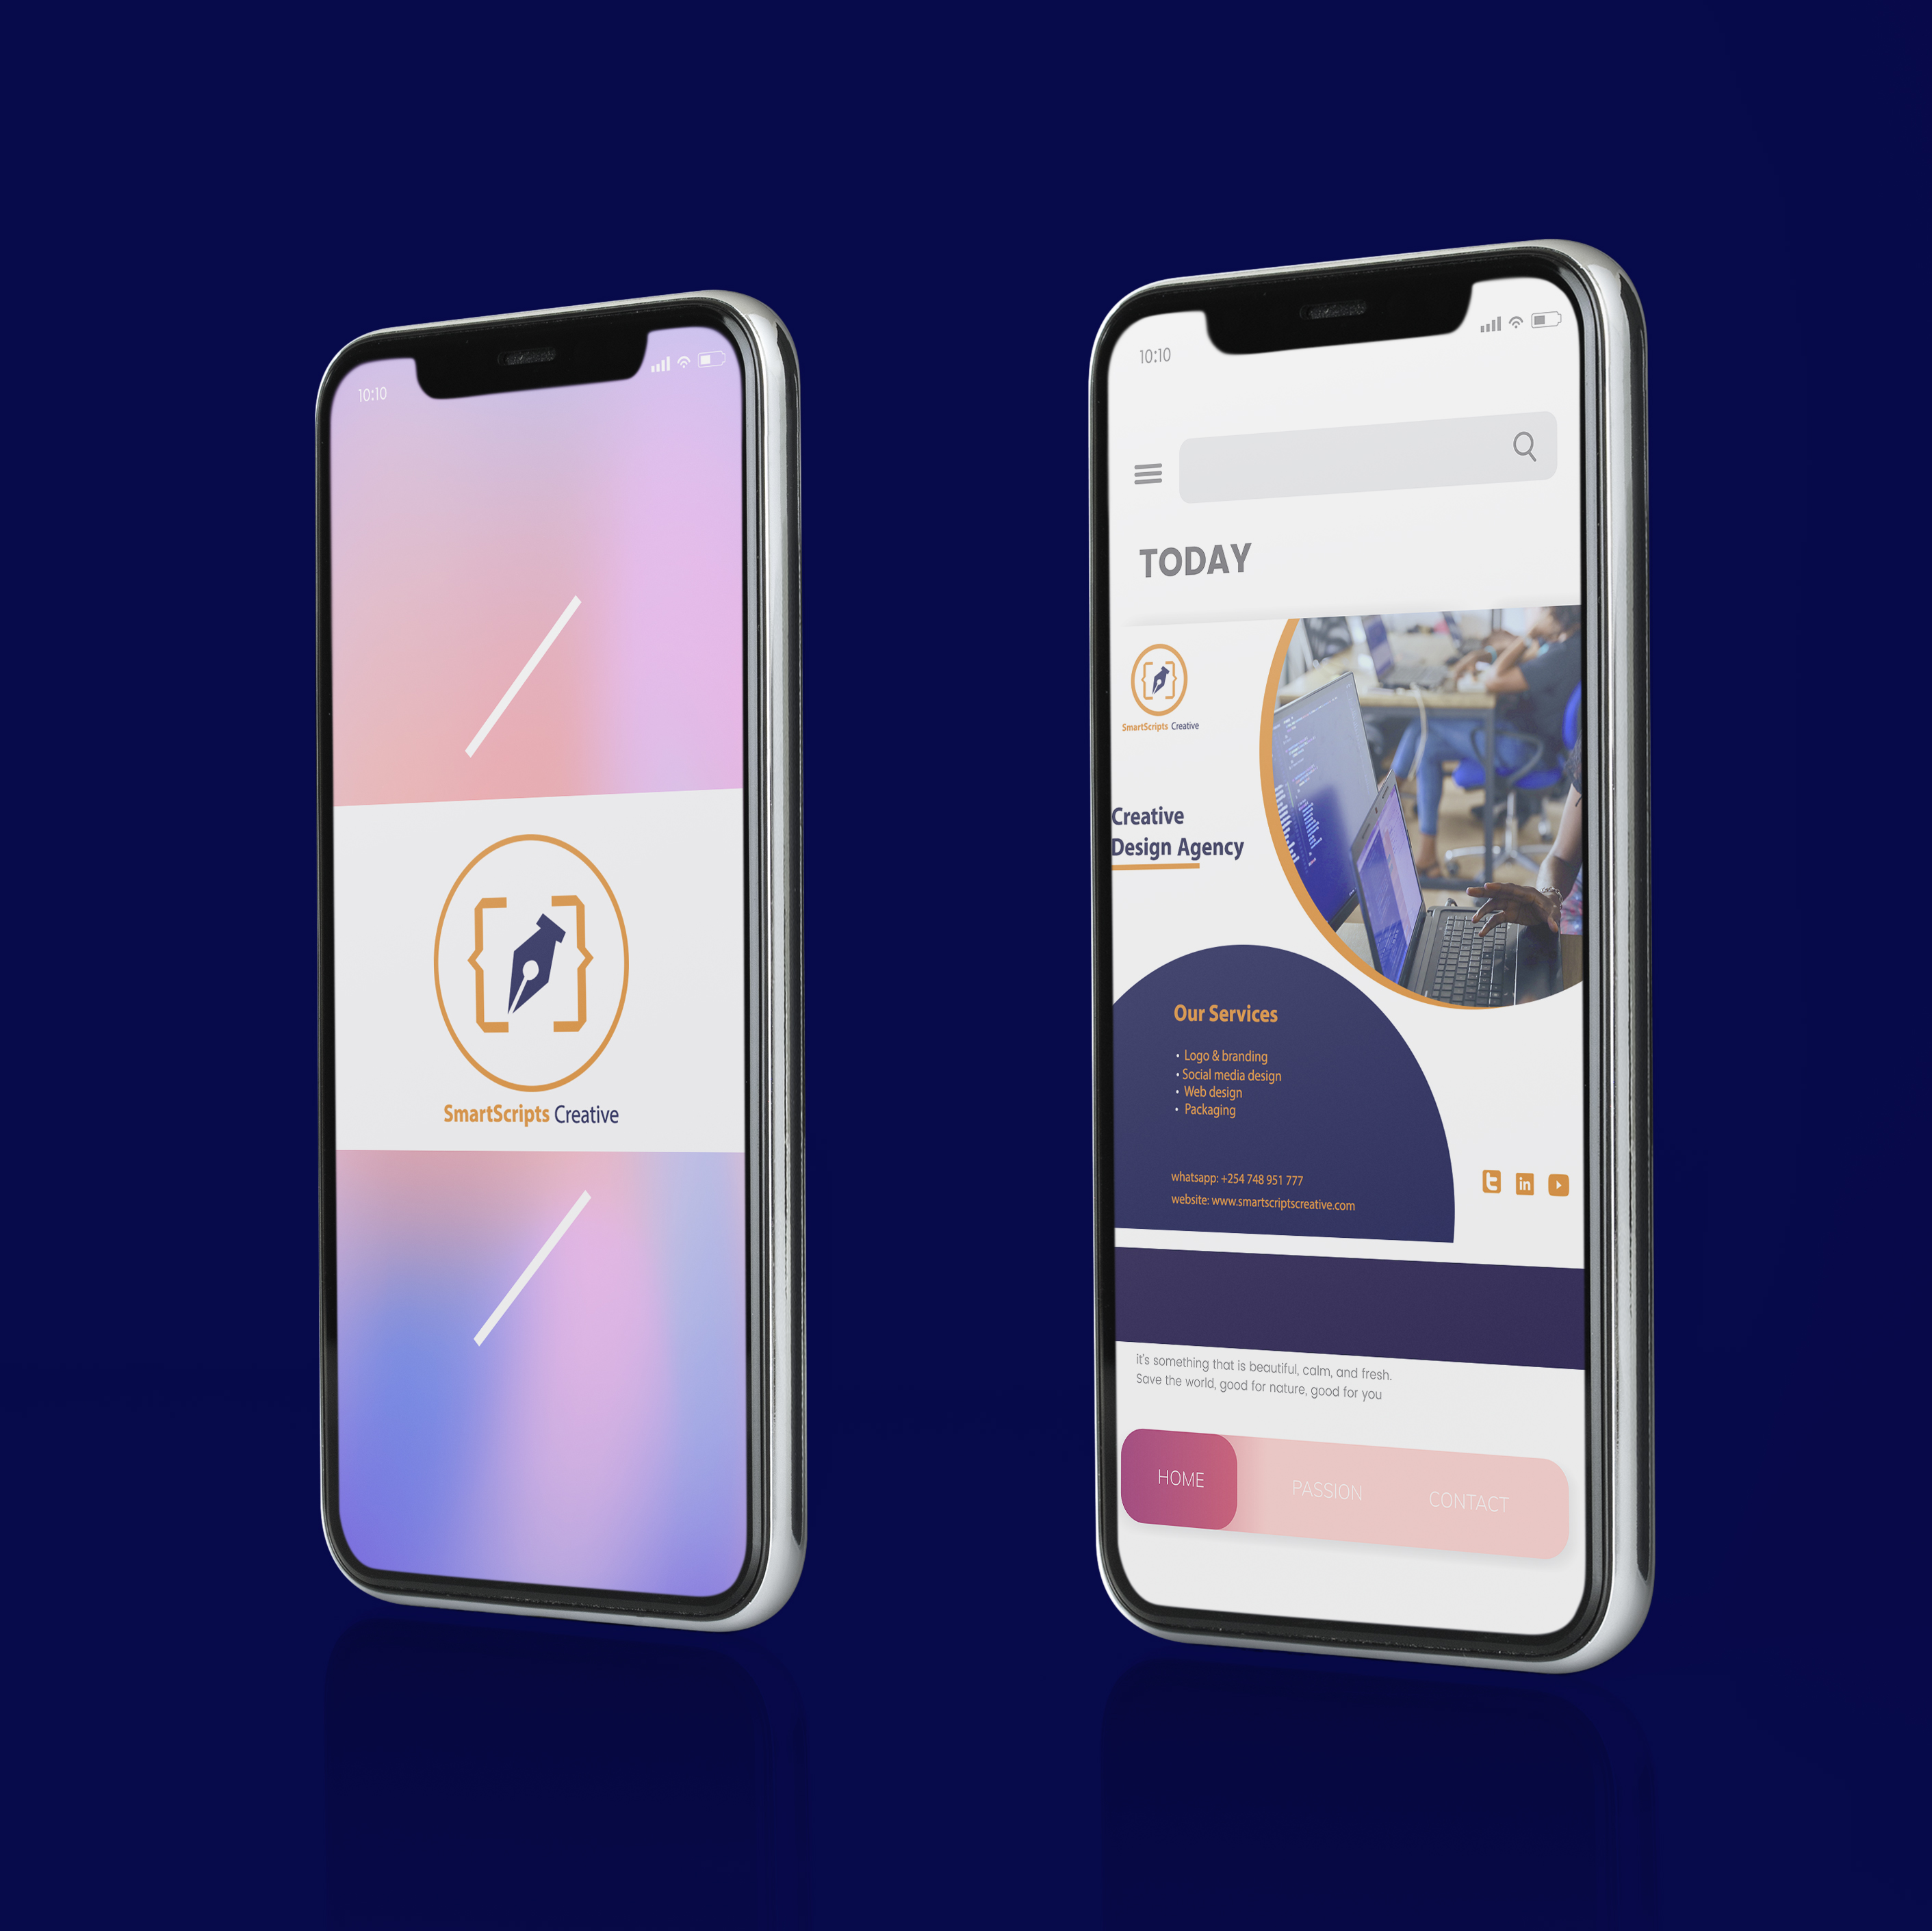 10:10
SmartScripts Creative
10:10
TODAY
SmartScripts Creative
Creative
Design Agency
Our Services
• Logo & branding
• Social media design
• Web design
• Packaging
whatsapp: +254 748 951 777
website: www.smartscriptscreative.com
in
it's something that is beautiful, calm, and fresh.
Save the world, good for nature, good for you
HOME
PASSION
CONTACT